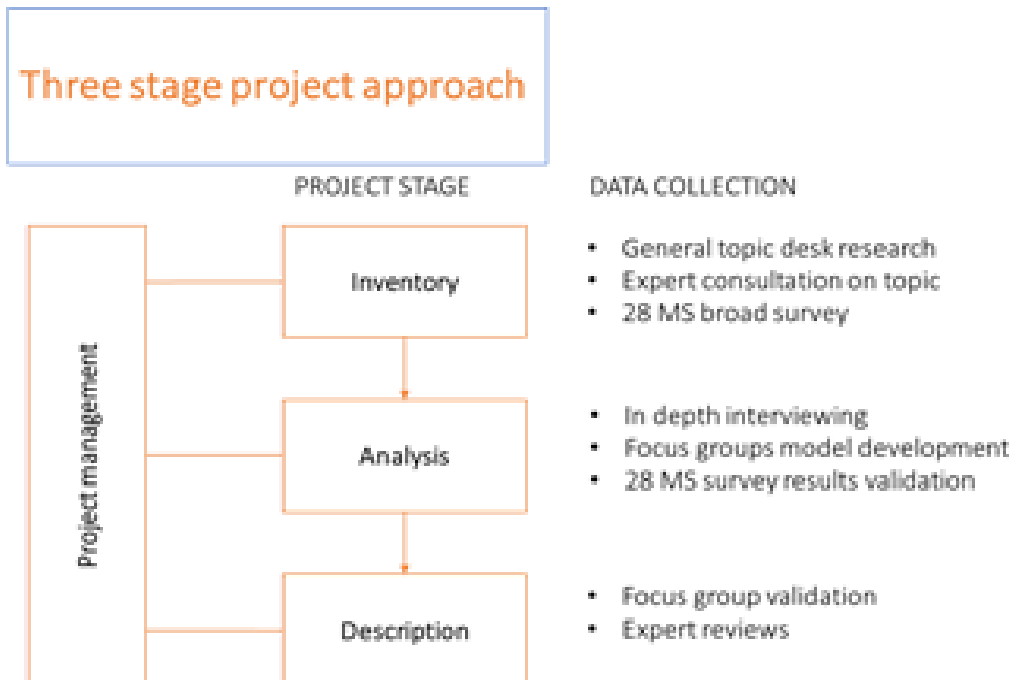 Three stage project approach
PROJECT STAGE
DATA COLLECTION
Project management
Inventory
• General topic desk research
• Expert consultation on topic
• 28 MS broad survey
Analysis
• In depth interviewing
• Focus groups model development
• 28 MS survey results validation
Description
• Focus group validation
• Expert reviews